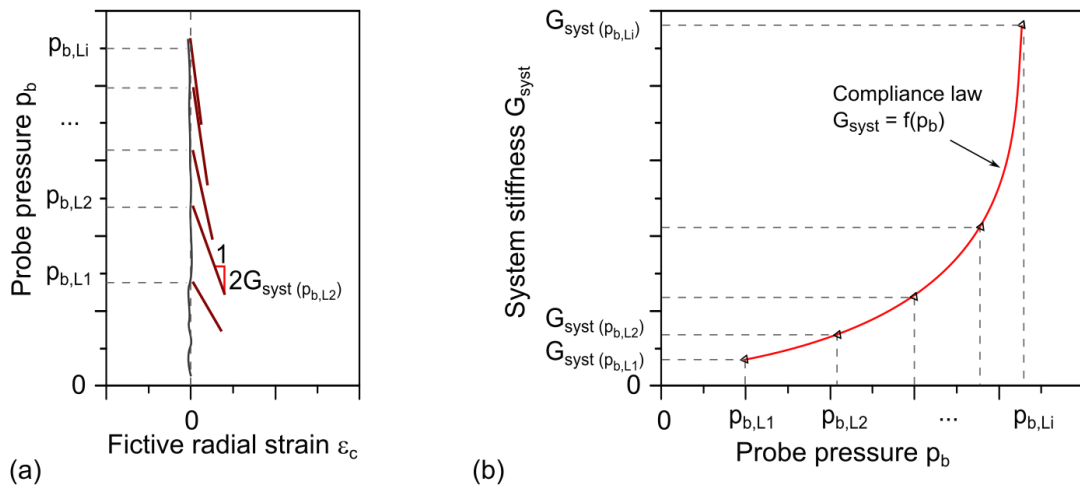 Probe pressure p_b
p_b,Li
...
p_b,L2
p_b,L1
0
1
2G_syst (p_b,L2)
0
Fictive radial strain ε_c
(a)
System stiffness G_syst
G_syst (p_b,Li)
Compliance law
G_syst = f(p_b)
G_syst (p_b,L2)
G_syst (p_b,L1)
0
0 p_b,L1 p_b,L2 ... p_b,Li
Probe pressure p_b
(b)